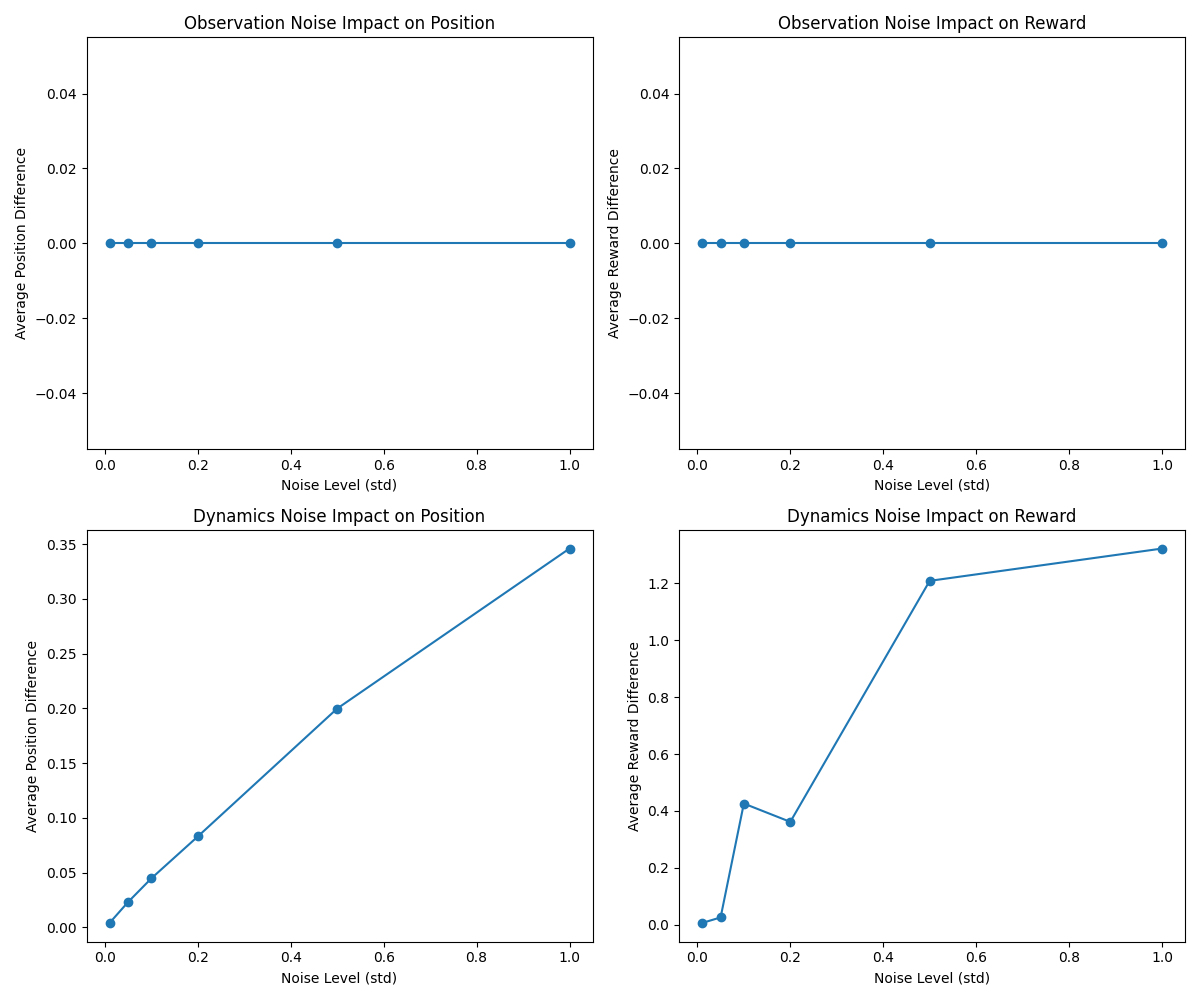 Observation Noise Impact on Position
Average Position Difference
0.04
0.02
0.00
−0.02
−0.04
0.0 0.2 0.4 0.6 0.8 1.0
Noise Level (std)
Observation Noise Impact on Reward
Average Reward Difference
0.04
0.02
0.00
−0.02
−0.04
0.0 0.2 0.4 0.6 0.8 1.0
Noise Level (std)
Dynamics Noise Impact on Position
Average Position Difference
0.35
0.30
0.25
0.20
0.15
0.10
0.05
0.00
0.0 0.2 0.4 0.6 0.8 1.0
Noise Level (std)
Dynamics Noise Impact on Reward
Average Reward Difference
1.2
1.0
0.8
0.6
0.4
0.2
0.0
0.0 0.2 0.4 0.6 0.8 1.0
Noise Level (std)